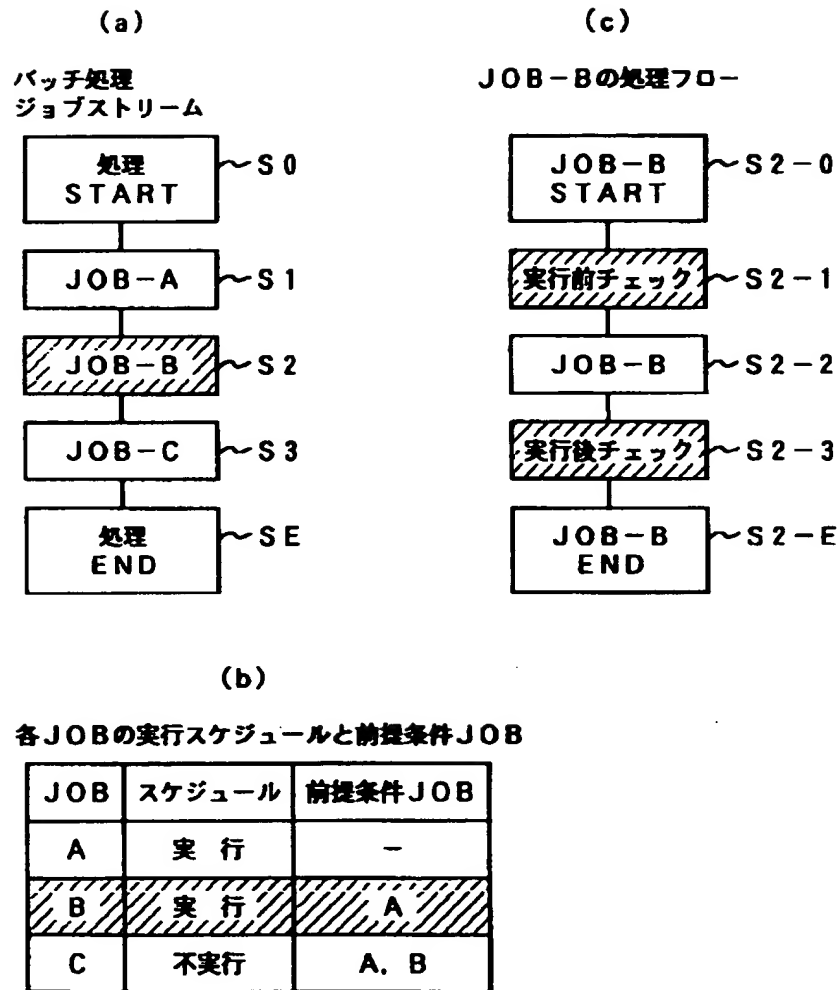 (a)
バッチ処理
ジョブストリーム
処理
START
～S0
JOB－A
～S1
JOB－B
～S2
JOB－C
～S3
処理
END
～SE
(c)
JOB－Bの処理フロー
JOB－B
START
～S2－0
実行前チェック
～S2－1
JOB－B
～S2－2
実行後チェック
～S2－3
JOB－B
END
～S2－E
(b)
各JOBの実行スケジュールと前提条件JOB
JOB スケジュール 前提条件JOB
A 実 行 －
B 実 行 A
C 不実行 A. B